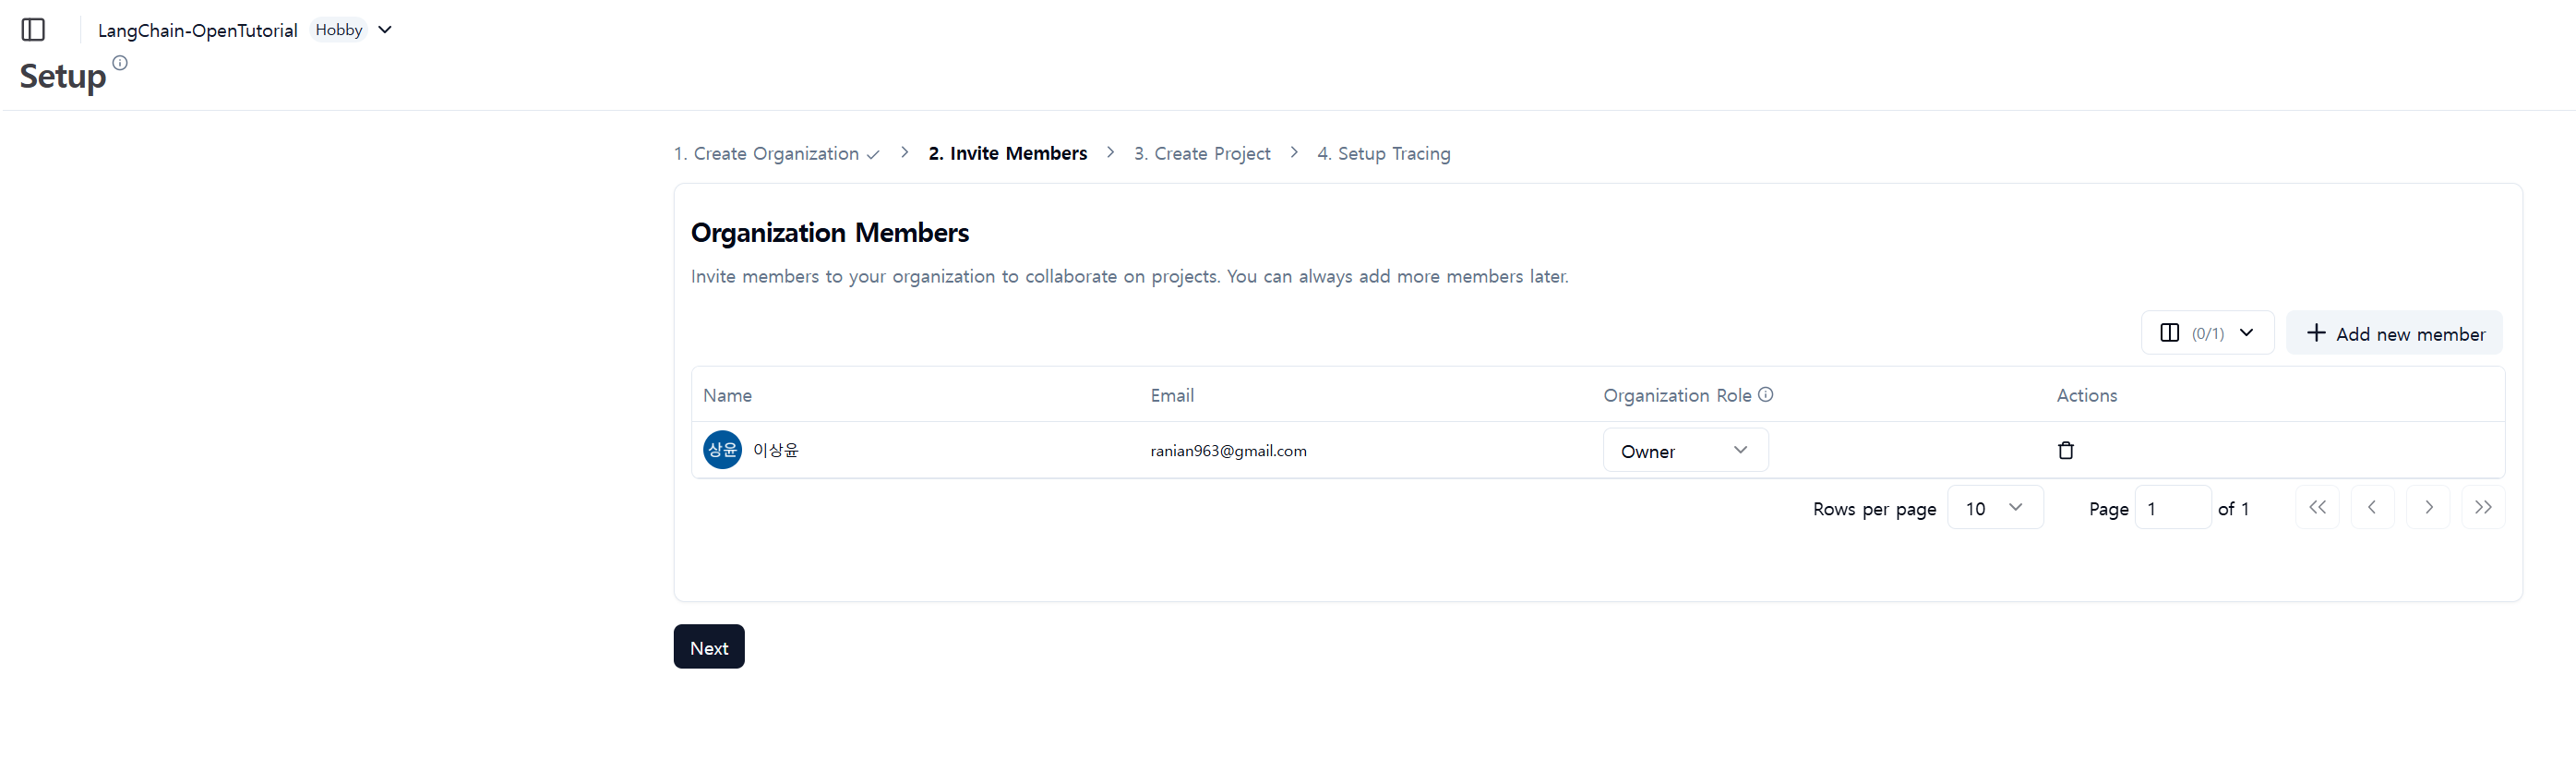 LangChain-OpenTutorial Hobby
Setup
1. Create Organization 2. Invite Members 3. Create Project 4. Setup Tracing
Organization Members
Invite members to your organization to collaborate on projects. You can always add more members later.
(0/1) Add new member
Name Email Organization Role Actions
상윤 이상윤 ranian963@gmail.com Owner
Rows per page 10 Page 1 of 1
Next